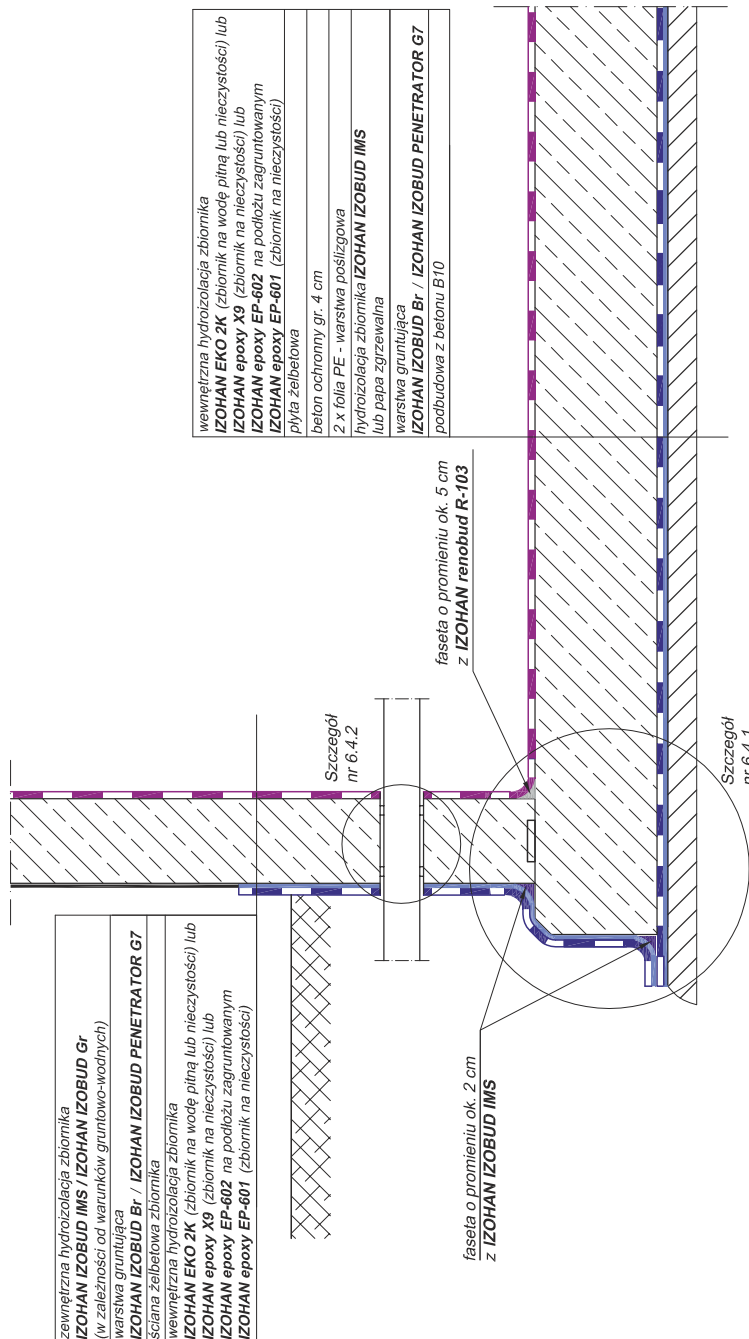 wewnętrzna hydroizolacja zbiornika
IZOHAN EKO 2K (zbiornik na wodę pitną lub nieczystości) lub
IZOHAN epoxy X9 (zbiornik na nieczystości) lub
IZOHAN epoxy EP-602 na podłożu zagruntowanym
IZOHAN epoxy EP-601 (zbiornik na nieczystości)
płyta żelbetowa
beton ochronny gr. 4 cm
2 x folia PE - warstwa poślizgowa
hydroizolacja zbiornika IZOHAN IZOBUD IMS
lub papa zgrzewalna
warstwa gruntująca
IZOHAN IZOBUD Br / IZOHAN IZOBUD PENETRATOR G7
podbudowa z betonu B10
faseta o promieniu ok. 5 cm
z IZOHAN renobud R-103
Szczegół
nr 6.4.2
Szczegół
nr 6.4.1
zewnętrzna hydroizolacja zbiornika
IZOHAN IZOBUD IMS / IZOHAN IZOBUD Gr
(w zależności od warunków gruntowo-wodnych)
warstwa gruntująca
IZOHAN IZOBUD Br / IZOHAN IZOBUD PENETRATOR G7
ściana żelbetowa zbiornika
wewnętrzna hydroizolacja zbiornika
IZOHAN EKO 2K (zbiornik na wodę pitną lub nieczystości) lub
IZOHAN epoxy X9 (zbiornik na nieczystości) lub
IZOHAN epoxy EP-602 na podłożu zagruntowanym
IZOHAN epoxy EP-601 (zbiornik na nieczystości)
faseta o promieniu ok. 2 cm
z IZOHAN IZOBUD IMS